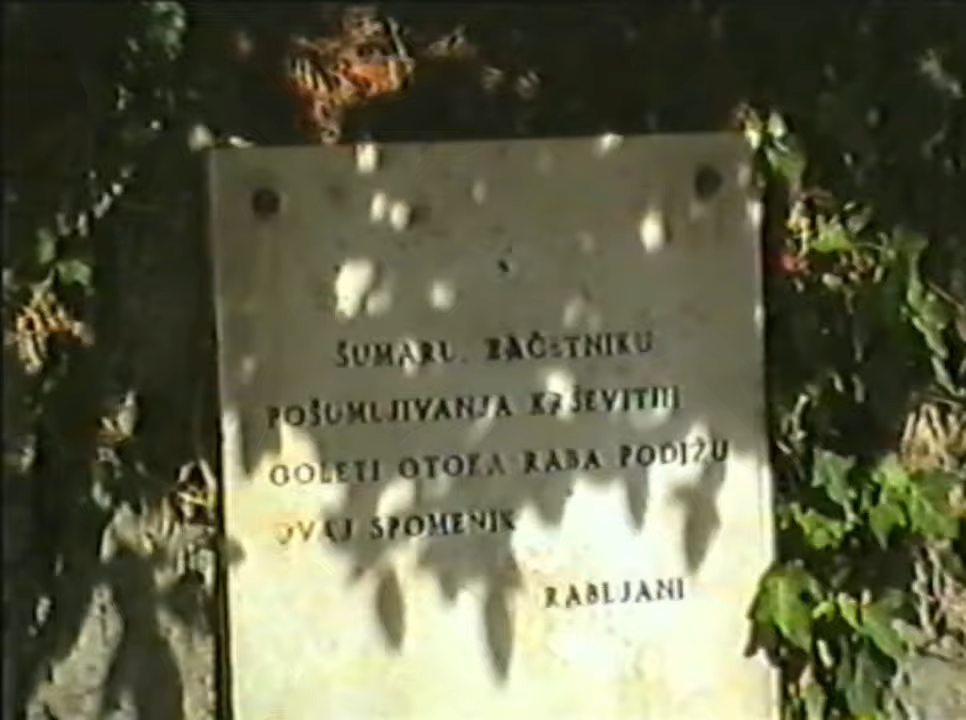 ŠUMARU, ZAČETNIKU
POŠUMLJIVANJA KRŠEVITIH
GOLETI OTOKA RABA PODIŽU
OVAJ SPOMENIK
RABLJANI